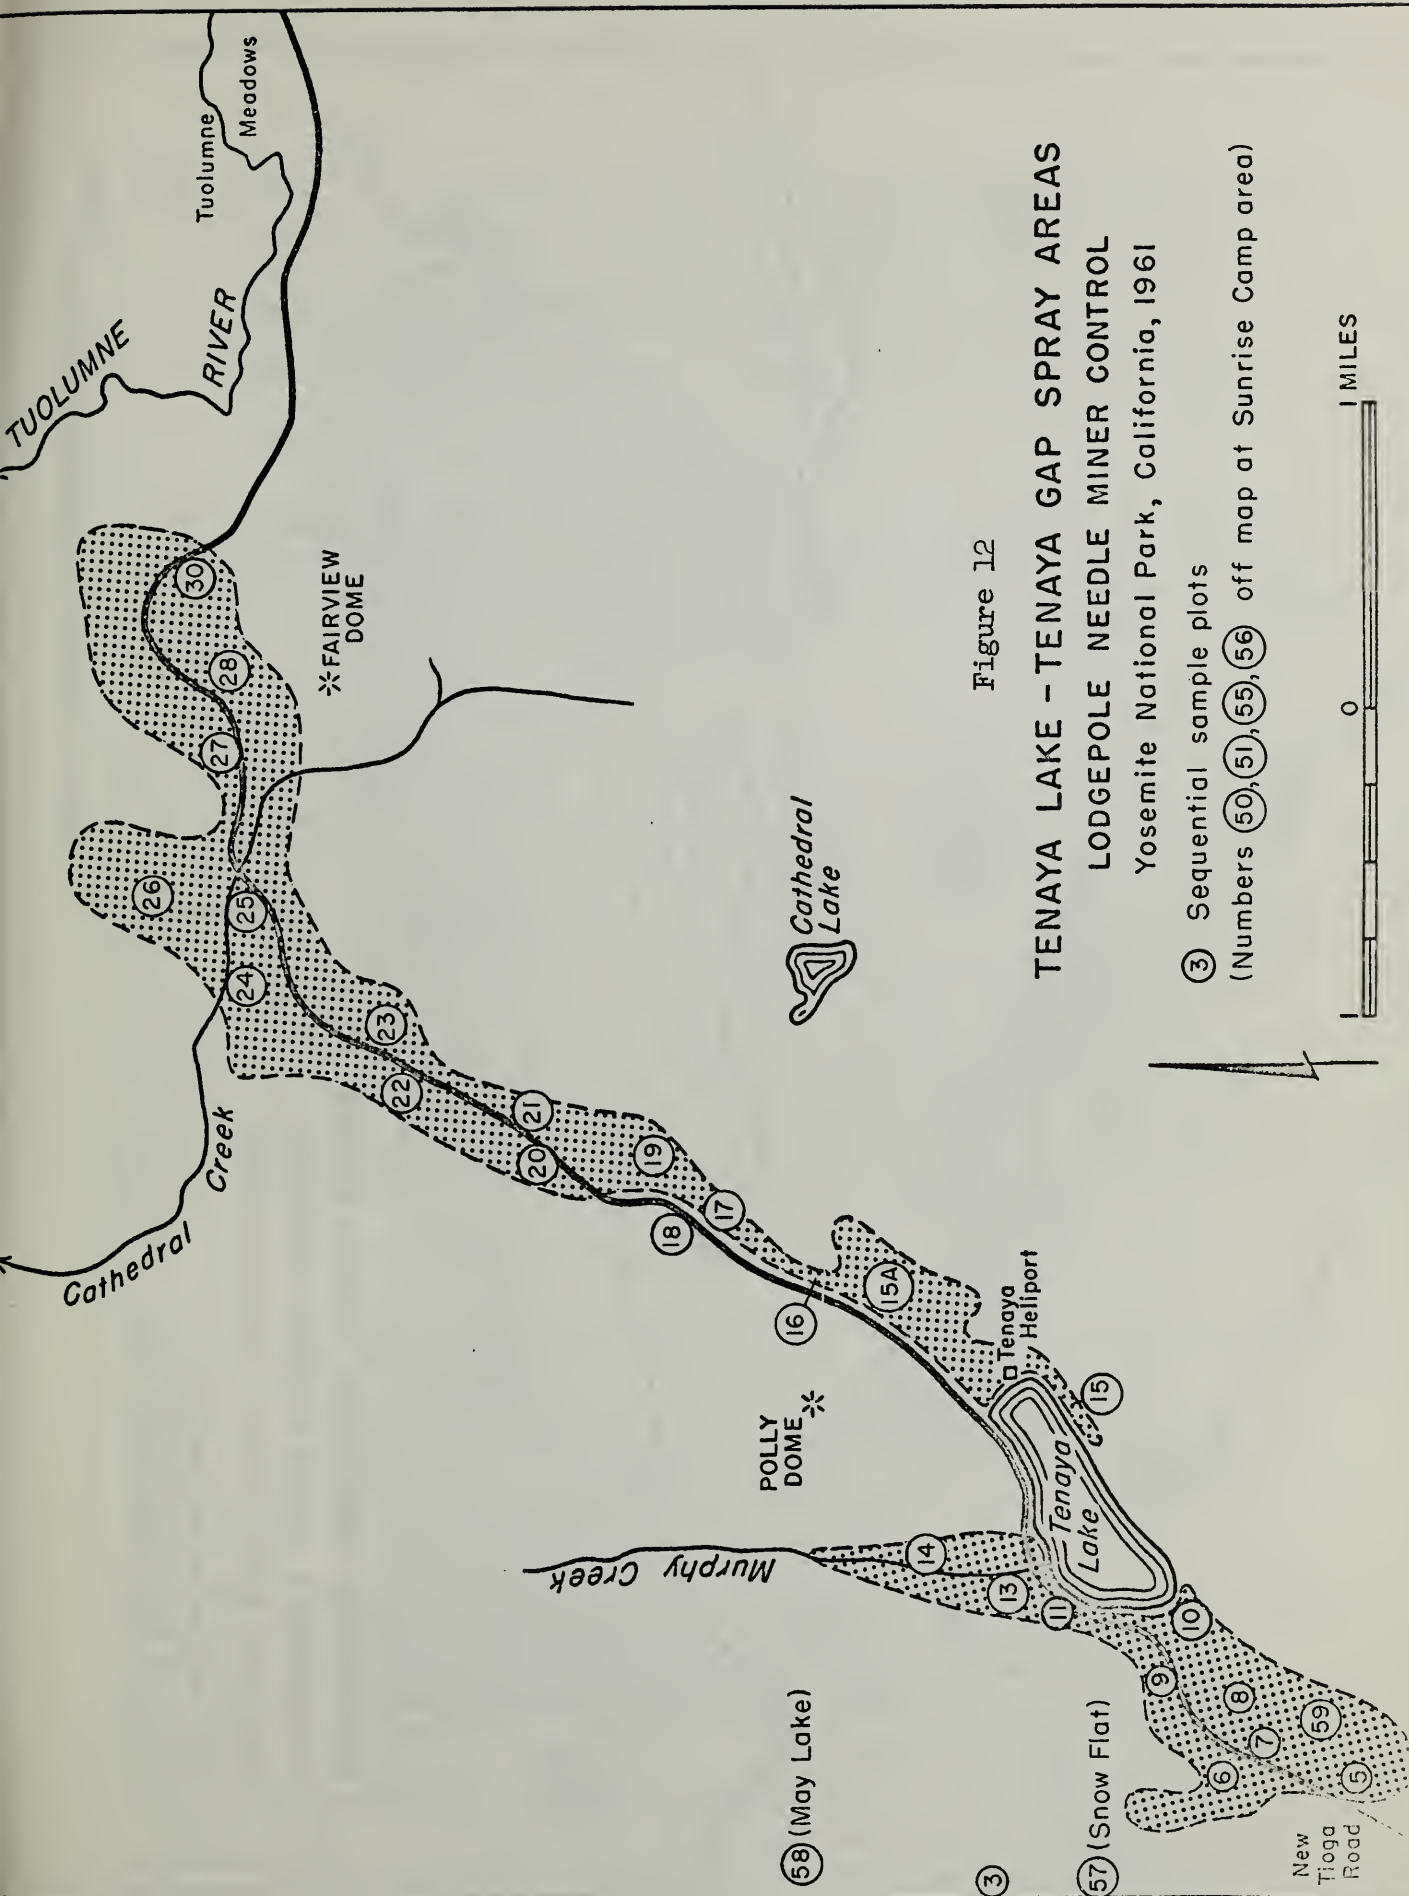 Figure 12
TENAYA LAKE - TENAYA GAP SPRAY AREAS
LODGEPOLE NEEDLE MINER CONTROL
Yosemite National Park, California, 1961
3 Sequential sample plots
(Numbers 50, 51, 55, 56 off map at Sunrise Camp area)
1 0 1 MILES
TUOLUMNE
RIVER
Tuolumne
Meadows
FAIRVIEW
DOME
30
28
27
26
25
24
23
22
21
20
19
18
17
16
15A
15
Cathedral
Creek
Cathedral
Lake
Tenaya
Heliport
POLLY
DOME
Tenaya
Lake
Murphy Creek
14
13
11
10
9
8
7
6
59
5
58 (May Lake)
57 (Snow Flat)
3
New
Tioga
Road